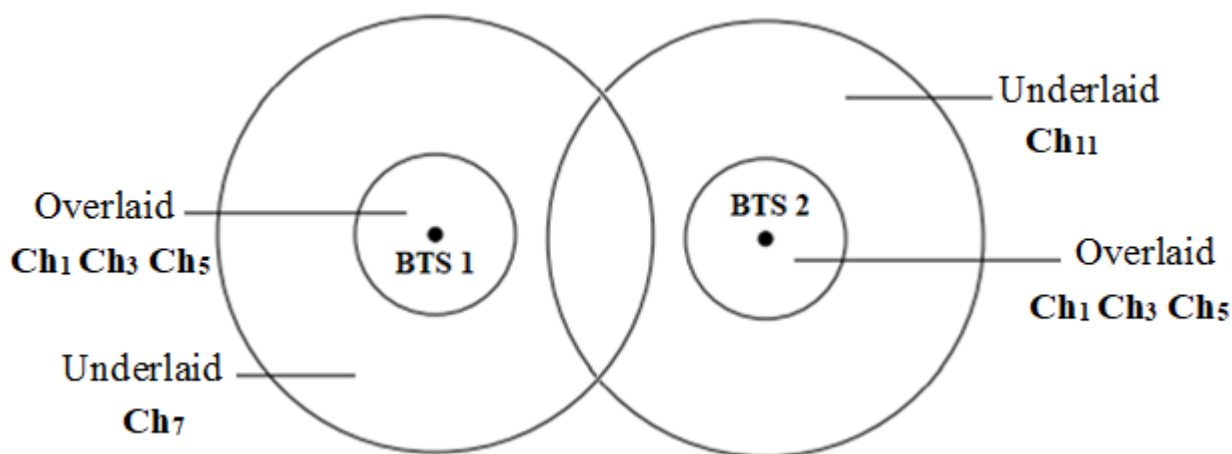 Underlaid
Ch11
Overlaid
Ch1 Ch3 Ch5
BTS 1
BTS 2
Overlaid
Ch1 Ch3 Ch5
Underlaid
Ch7